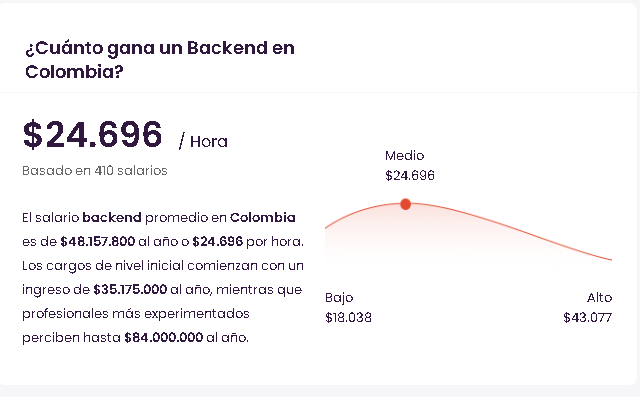 ¿Cuánto gana un Backend en
Colombia?
$24.696 / Hora
Basado en 410 salarios
El salario backend promedio en Colombia
es de $48.157.800 al año o $24.696 por hora.
Los cargos de nivel inicial comienzan con un
ingreso de $35.175.000 al año, mientras que
profesionales más experimentados
perciben hasta $84.000.000 al año.
Medio
$24.696
Bajo
$18.038
Alto
$43.077